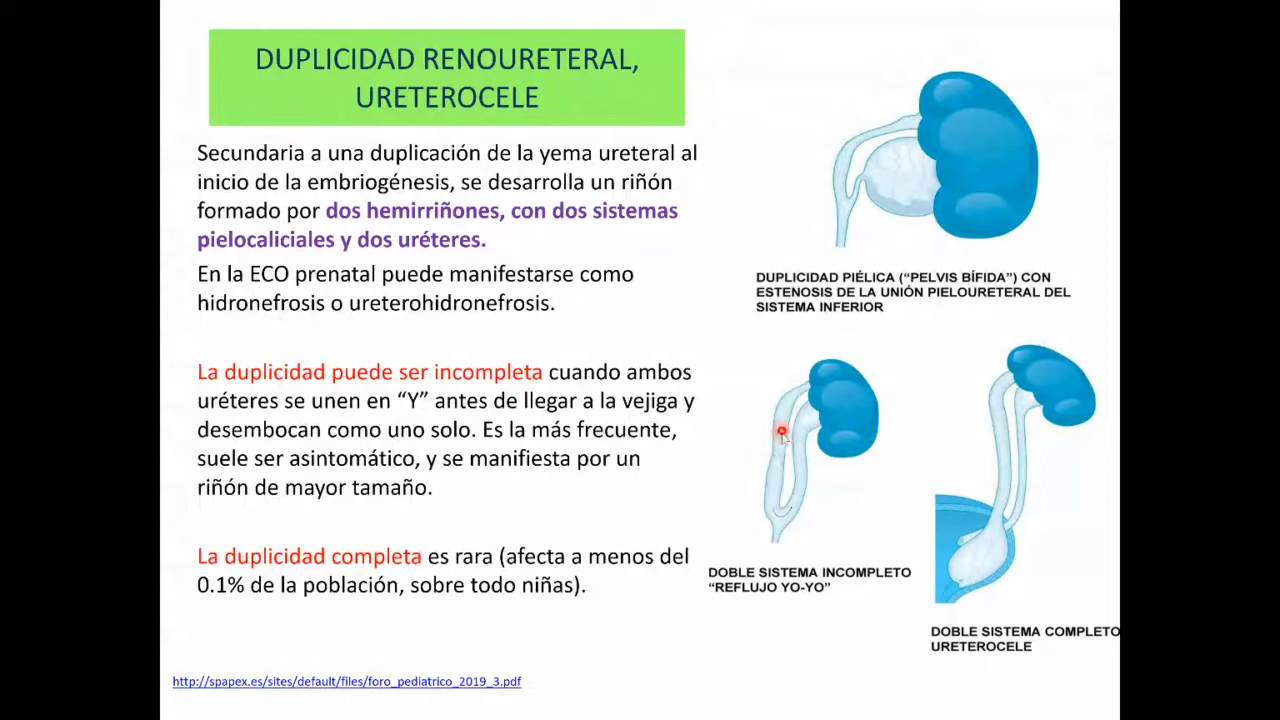 DUPLICIDAD RENOURETERAL,
URETEROCELE
Secundaria a una duplicación de la yema ureteral al
inicio de la embriogénesis, se desarrolla un riñón
formado por dos hemirriñones, con dos sistemas
pielocaliciales y dos uréteres.
En la ECO prenatal puede manifestarse como
hidronefrosis o ureterohidronefrosis.
La duplicidad puede ser incompleta cuando ambos
uréteres se unen en “Y” antes de llegar a la vejiga y
desembocan como uno solo. Es la más frecuente,
suele ser asintomático, y se manifiesta por un
riñón de mayor tamaño.
La duplicidad completa es rara (afecta a menos del
0.1% de la población, sobre todo niñas).
http://spapex.es/sites/default/files/foro_pediatrico_2019_3.pdf
DUPLICIDAD PIÉLICA (“PELVIS BÍFIDA”) CON
ESTENOSIS DE LA UNIÓN PIELOURETERAL DEL
SISTEMA INFERIOR
DOBLE SISTEMA INCOMPLETO
“REFLUJO YO-YO”
DOBLE SISTEMA COMPLETO
URETEROCELE